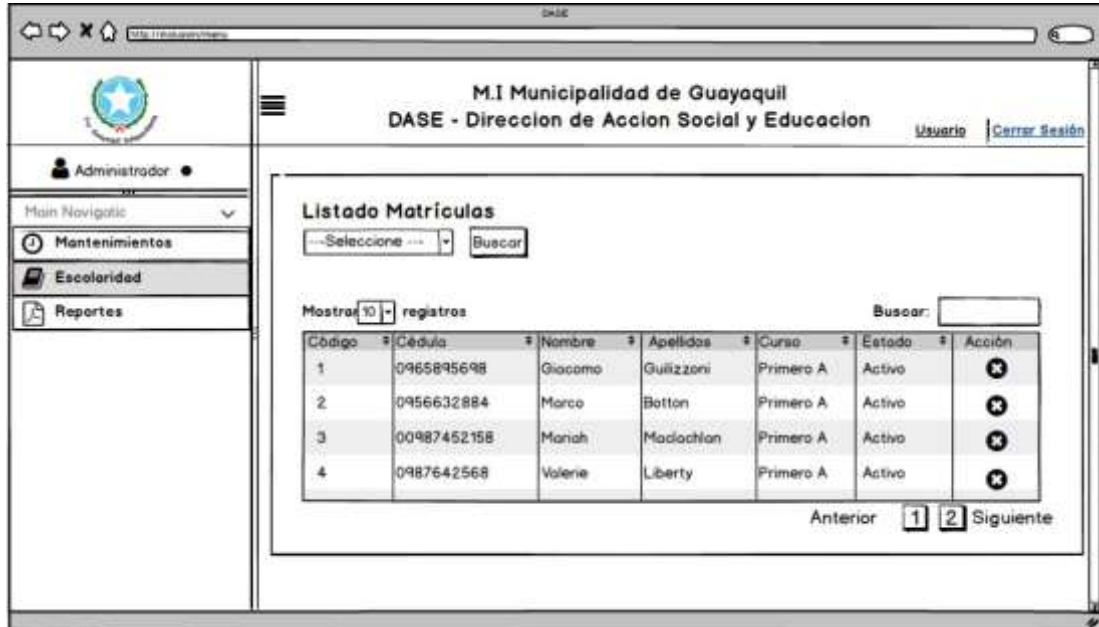 DASE
M.I Municipalidad de Guayaquil
DASE - Direccion de Accion Social y Educacion
Usuario
Cerrar Sesión
Administrador
Main Navigatic
Mantenimientos
Escolaridad
Reportes
Listado Matrículas
---Seleccione ---
Buscar
Mostrar 10 registros
Buscar:
Código Cédula Nombre Apellidos Curso Estado Acción
1 0965895698 Giacomo Guilizzoni Primero A Activo
2 0956632884 Marco Botton Primero A Activo
3 00987452158 Mariah Maclachlan Primero A Activo
4 0987642568 Valerie Liberty Primero A Activo
Anterior 1 2 Siguiente